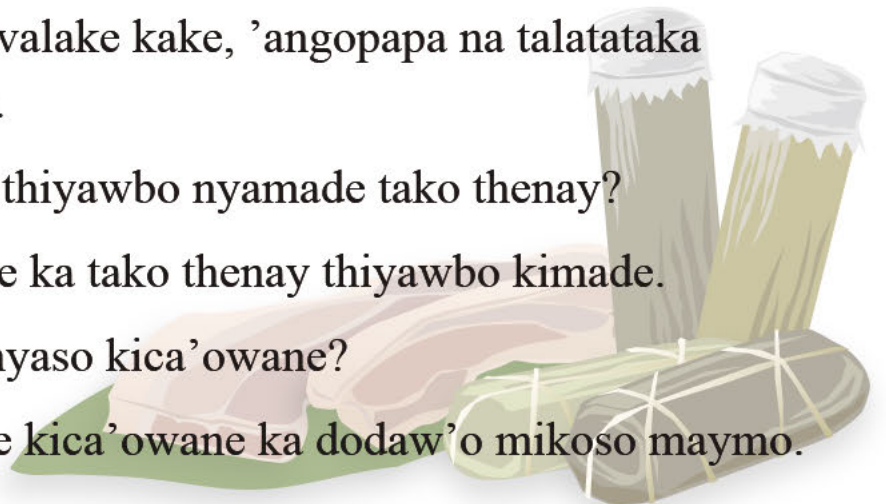 valake kake, ’angopapa na talatataka
.
thiyawbo nyamade tako thenay?
e ka tako thenay thiyawbo kimade.
nyaso kica’owane?
e kica’owane ka dodaw’o mikoso maymo.